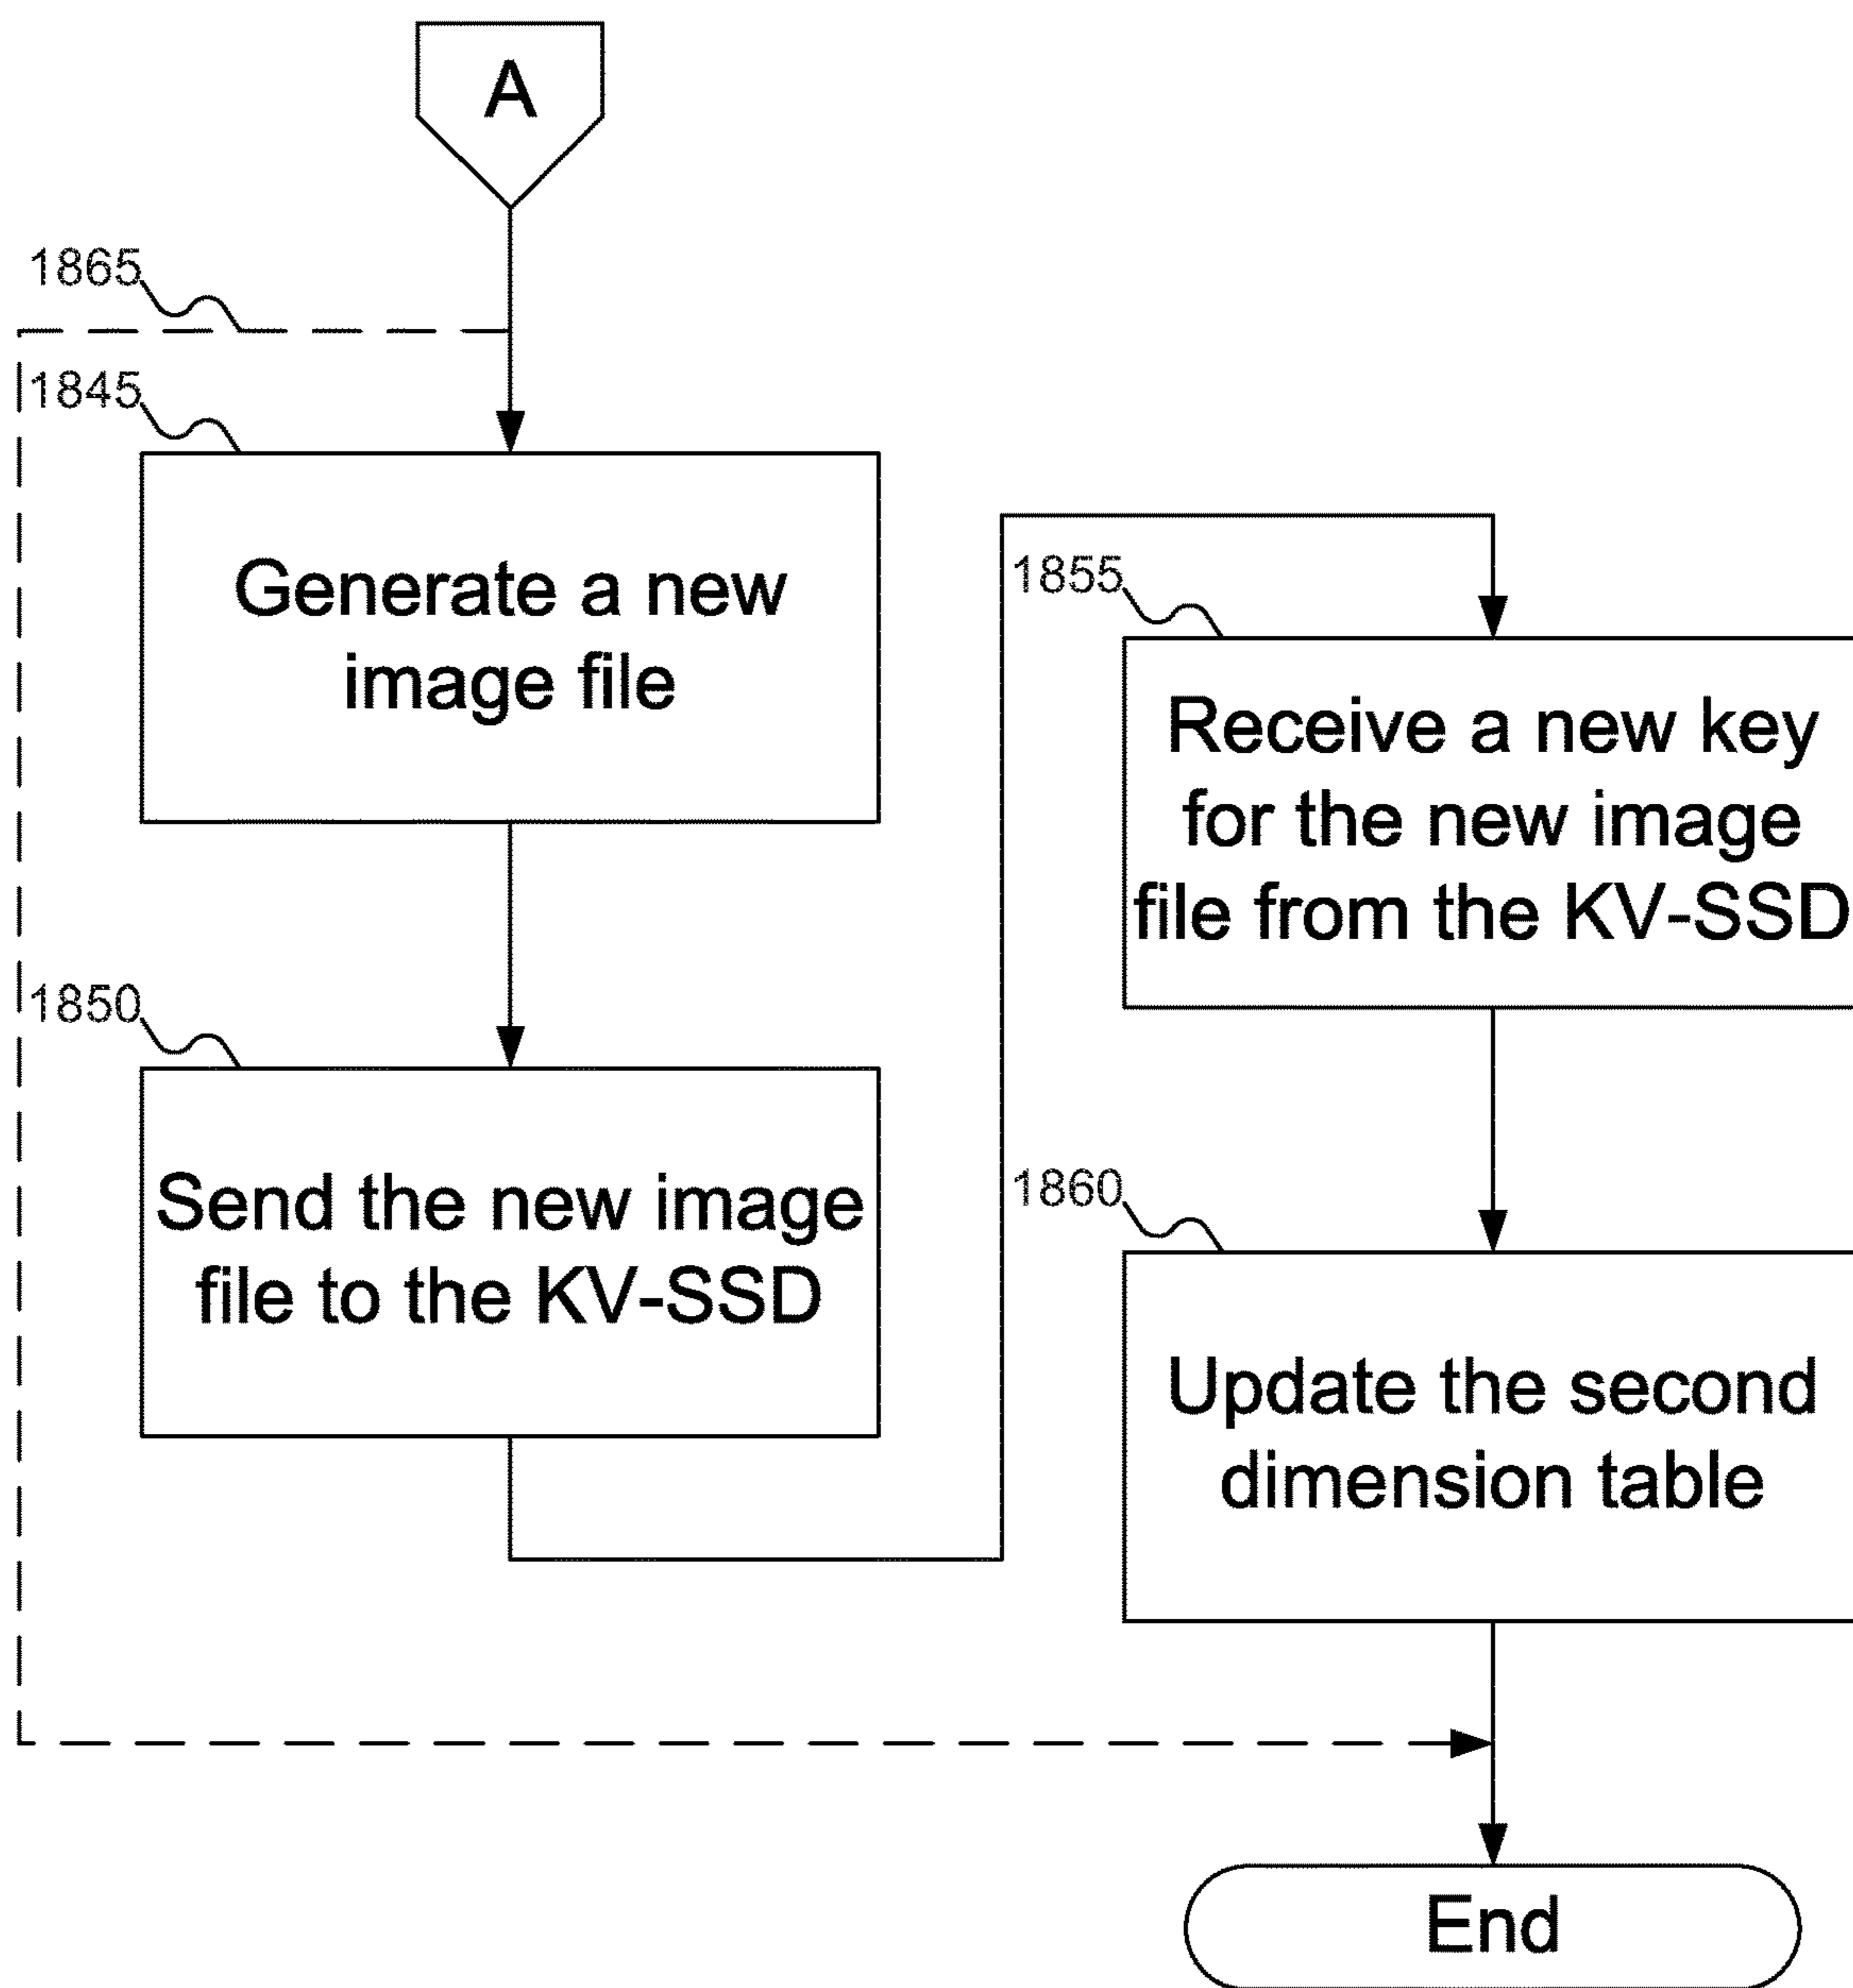 A
1865
1845
Generate a new
image file
1850
Send the new image
file to the KV-SSD
1855
Receive a new key
for the new image
file from the KV-SSD
1860
Update the second
dimension table
End